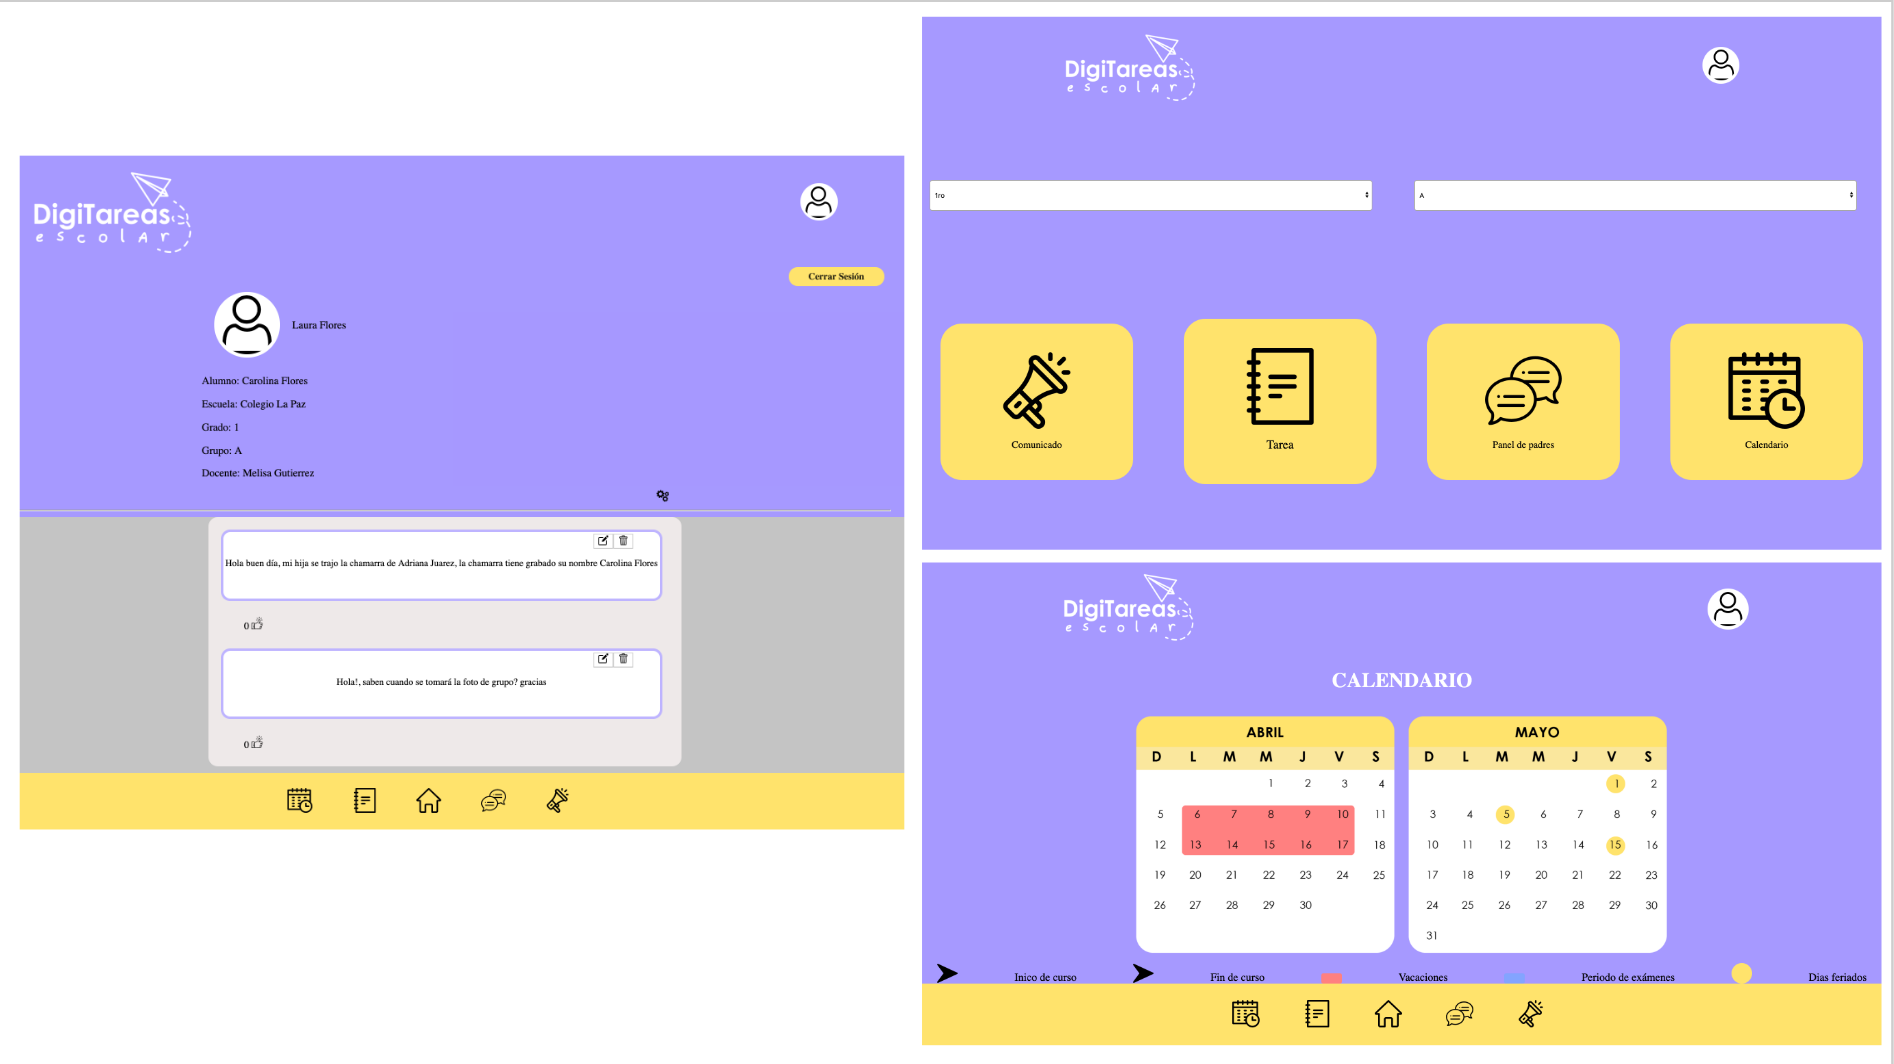 DigiTareas
escolAr
Cerrar Sesión
Laura Flores
Alumno: Carolina Flores
Escuela: Colegio La Paz
Grado: 1
Grupo: A
Docente: Melisa Gutierrez
Hola buen día, mi hija se trajo la chamarra de Adriana Juarez, la chamarra tiene grabado su nombre Carolina Flores
0
Hola!, saben cuando se tomará la foto de grupo? gracias
0
DigiTareas
escolAr
1ro
A
Comunicado
Tarea
Panel de padres
Calendario
DigiTareas
escolAr
CALENDARIO
ABRIL
D L M M J V S
1 2 3 4
5 6 7 8 9 10 11
12 13 14 15 16 17 18
19 20 21 22 23 24 25
26 27 28 29 30
MAYO
D L M M J V S
1 2
3 4 5 6 7 8 9
10 11 12 13 14 15 16
17 18 19 20 21 22 23
24 25 26 27 28 29 30
31
Inico de curso
Fin de curso
Vacaciones
Periodo de exámenes
Dias feriados